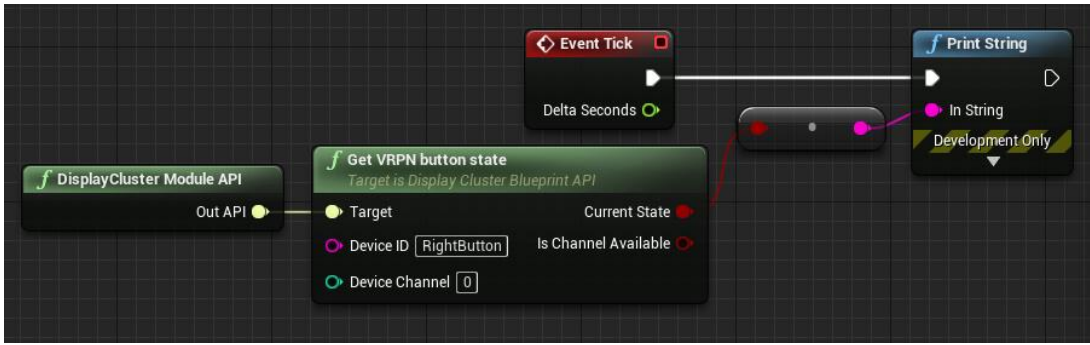 Event Tick
Delta Seconds
f Print String
In String
Development Only
f DisplayCluster Module API
Out API
f Get VRPN button state
Target is Display Cluster Blueprint API
Target
Current State
Device ID RightButton
Is Channel Available
Device Channel 0